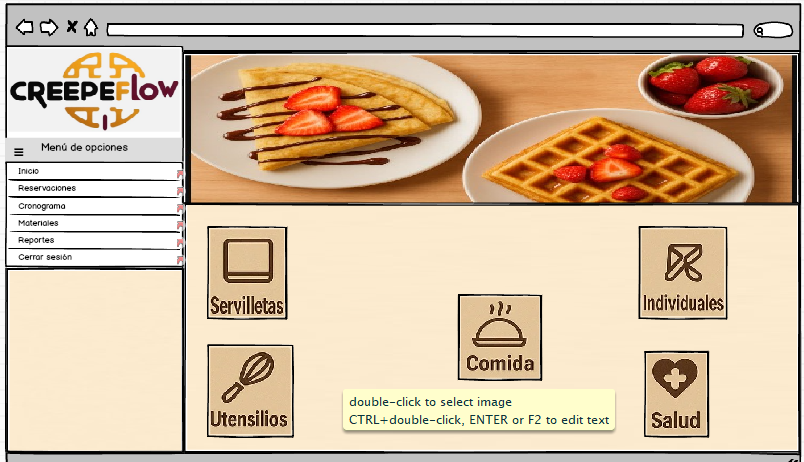 CREEPEFlow
Menú de opciones
Inicio
Reservaciones
Cronograma
Materiales
Reportes
Cerrar sesión
Servilletas
Individuales
Comida
Utensilios
Salud
double-click to select image
CTRL+double-click, ENTER or F2 to edit text